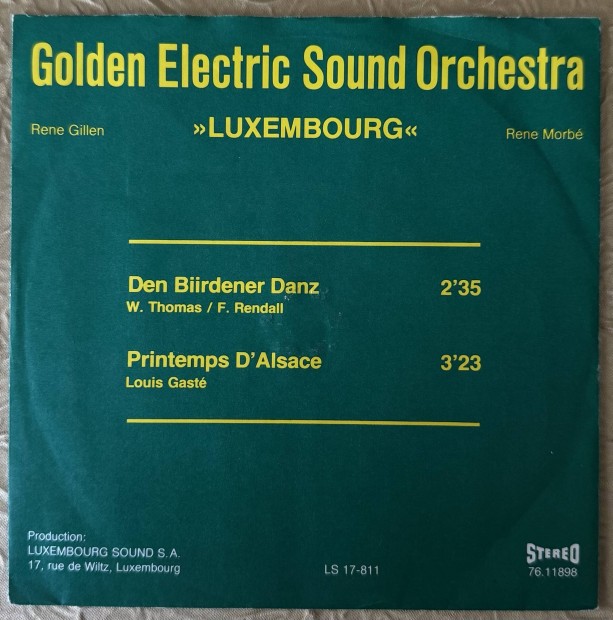 Golden Electric Sound Orchestra
Rene Gillen »LUXEMBOURG« Rene Morbé
Den Biirdener Danz 2'35
W. Thomas / F. Rendall
Printemps D'Alsace 3'23
Louis Gasté
Production:
LUXEMBOURG SOUND S.A.
17, rue de Wiltz, Luxembourg
LS 17-811
STEREO
76.11898